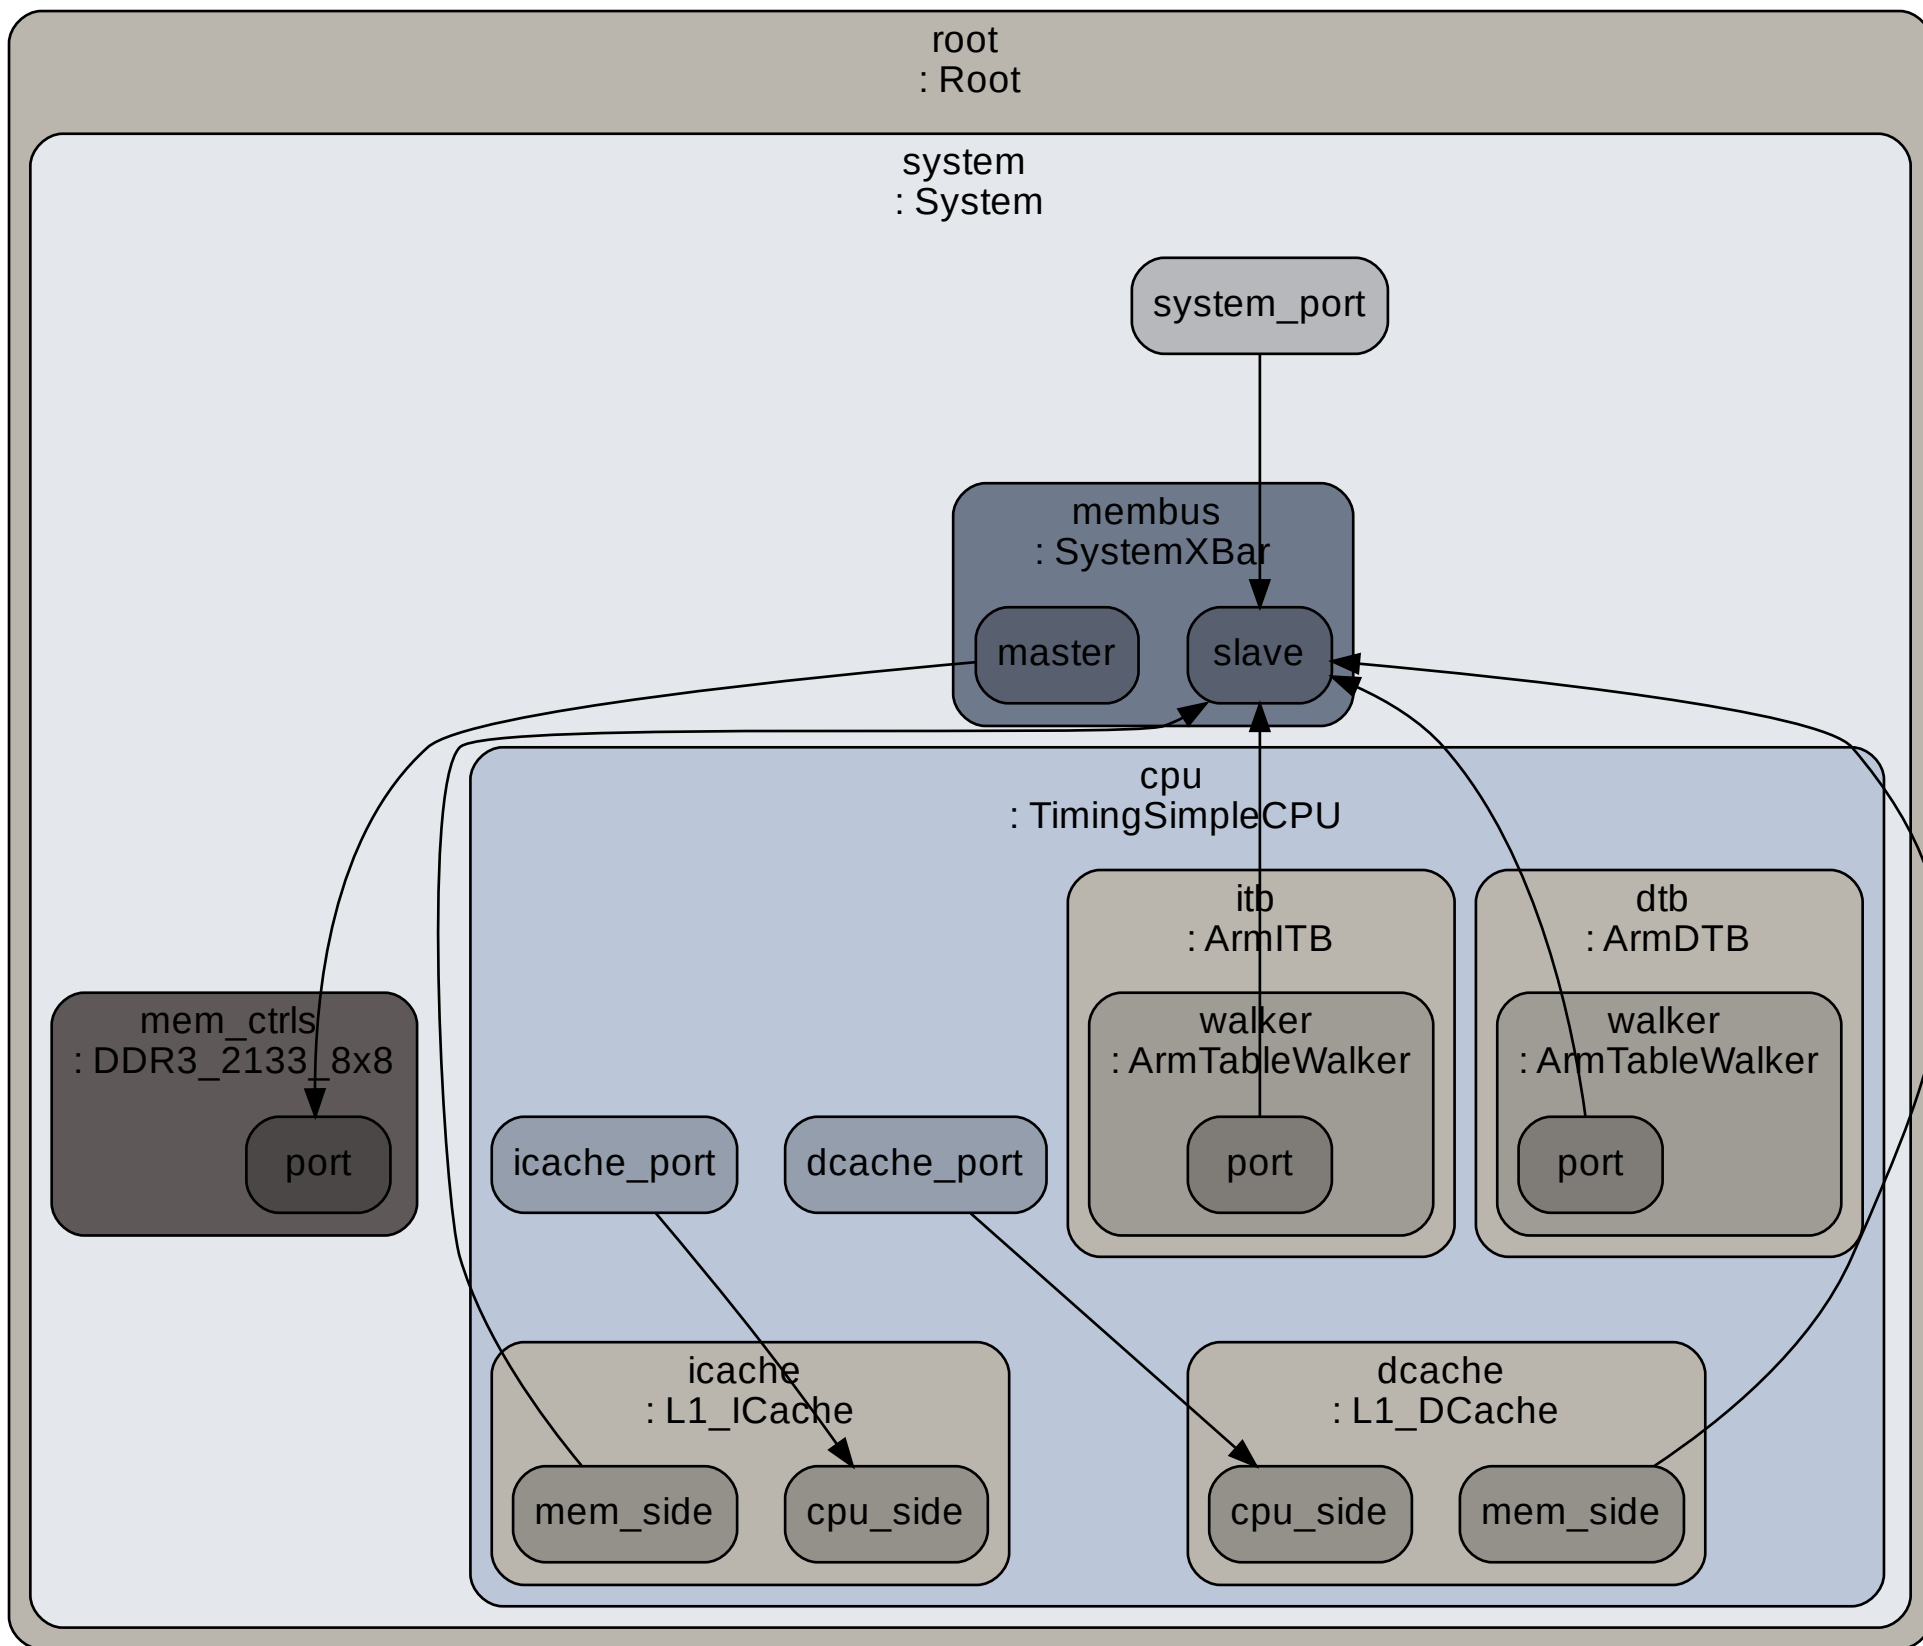 root
: Root
system
: System
system_port
membus
: SystemXBar
master
slave
cpu
: TimingSimpleCPU
itb
: ArmITB
dtb
: ArmDTB
mem_ctrls
: DDR3_2133_8x8
walker
: ArmTableWalker
walker
: ArmTableWalker
port
icache_port
dcache_port
port
port
icache
: L1_ICache
dcache
: L1_DCache
mem_side
cpu_side
cpu_side
mem_side